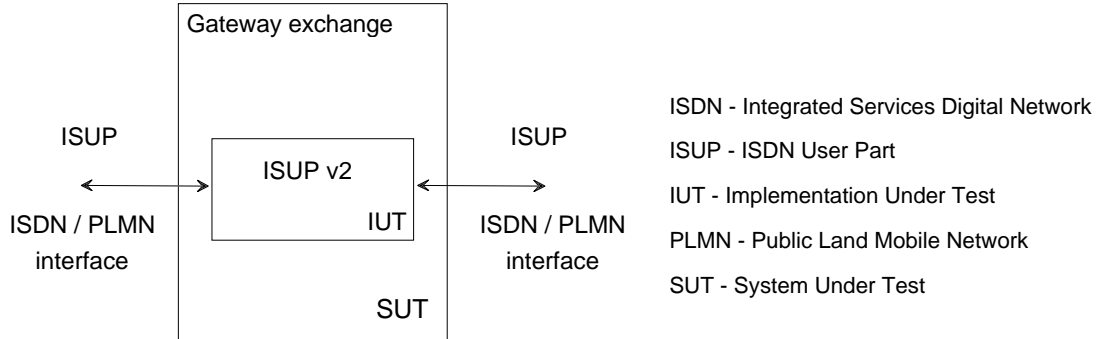 Gateway exchange
ISUP
ISUP v2
IUT
ISUP
ISDN / PLMN
interface
ISDN / PLMN
interface
SUT
ISDN - Integrated Services Digital Network
ISUP - ISDN User Part
IUT - Implementation Under Test
PLMN - Public Land Mobile Network
SUT - System Under Test